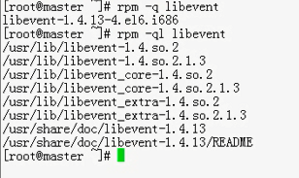 [root@master ~]# rpm -q libevent
libevent-1.4.13-4.el6.i686
[root@master ~]# rpm -ql libevent
/usr/lib/libevent-1.4.so.2
/usr/lib/libevent-1.4.so.2.1.3
/usr/lib/libevent_core-1.4.so.2
/usr/lib/libevent_core-1.4.so.2.1.3
/usr/lib/libevent_extra-1.4.so.2
/usr/lib/libevent_extra-1.4.so.2.1.3
/usr/share/doc/libevent-1.4.13
/usr/share/doc/libevent-1.4.13/README
[root@master ~]#